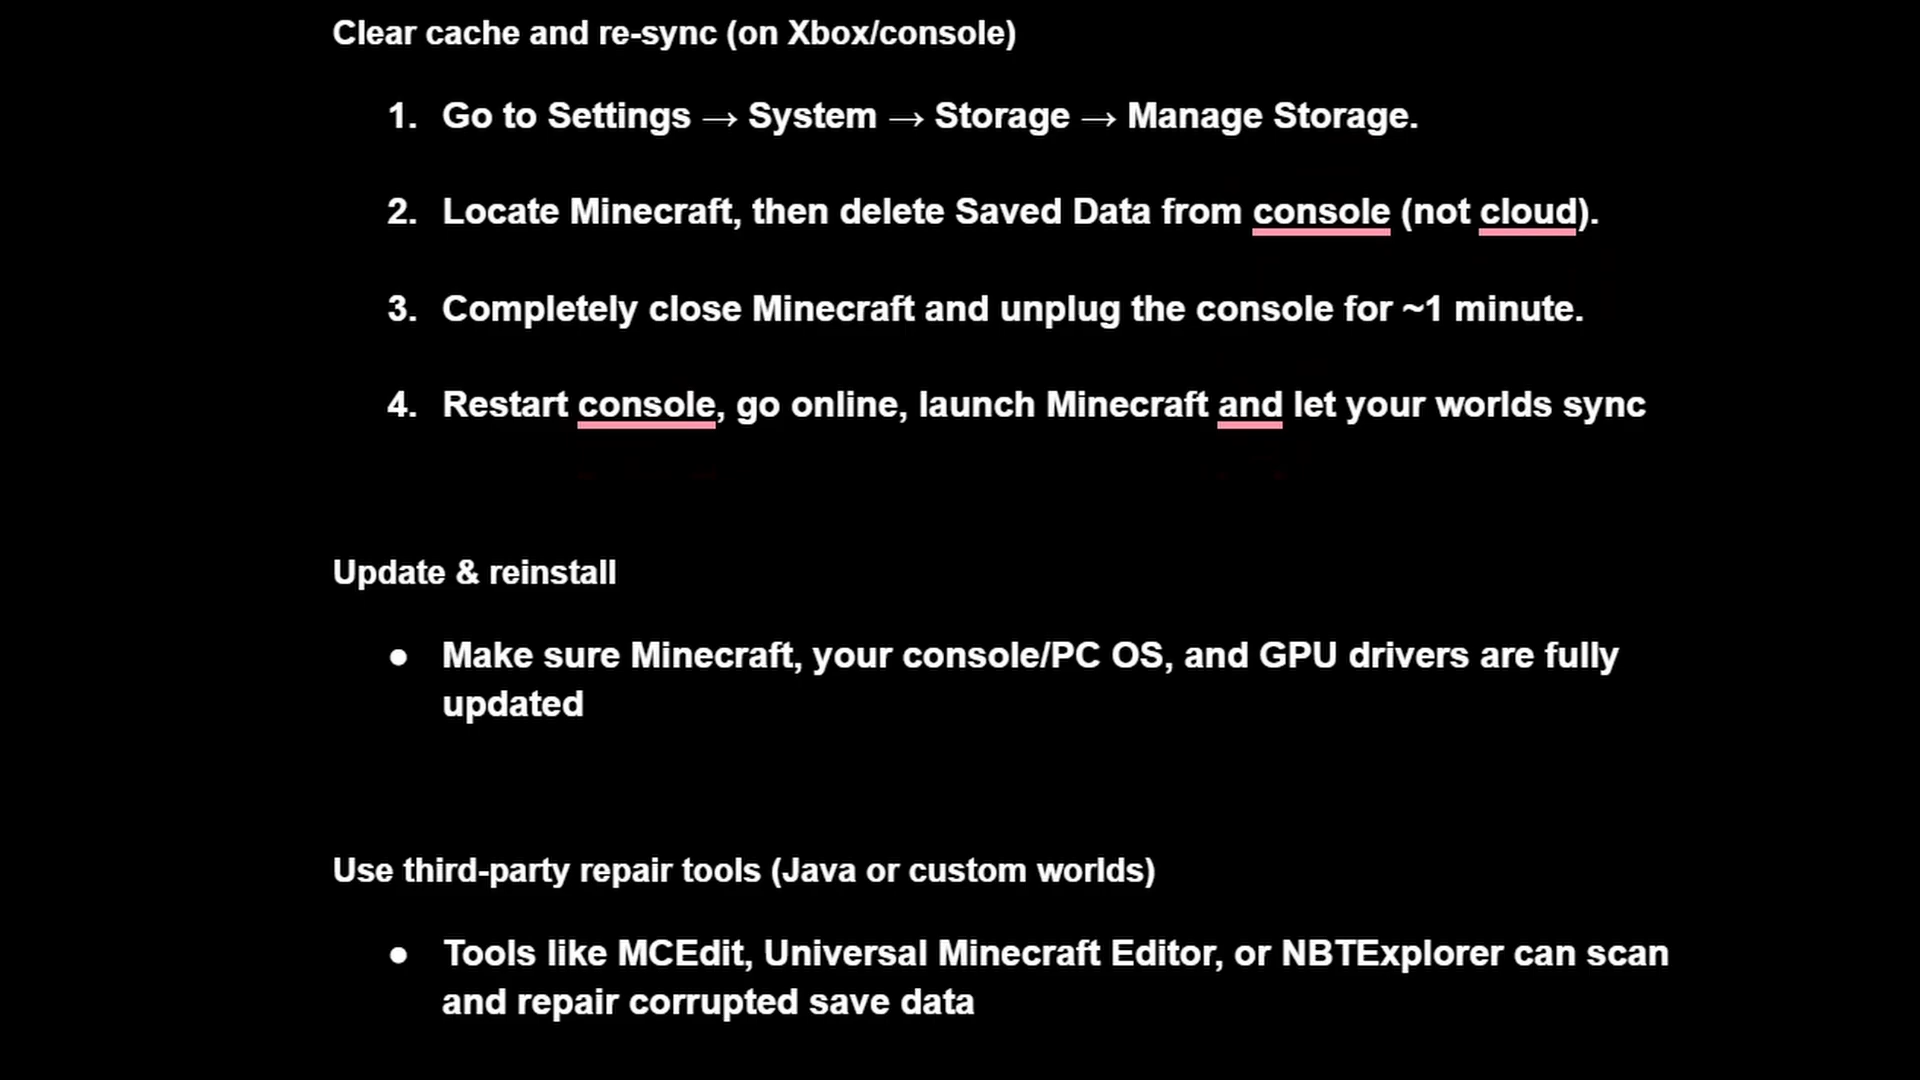 Clear cache and re-sync (on Xbox/console)
1. Go to Settings → System → Storage → Manage Storage.
2. Locate Minecraft, then delete Saved Data from console (not cloud).
3. Completely close Minecraft and unplug the console for ~1 minute.
4. Restart console, go online, launch Minecraft and let your worlds sync
Update & reinstall
● Make sure Minecraft, your console/PC OS, and GPU drivers are fully
updated
Use third-party repair tools (Java or custom worlds)
● Tools like MCEdit, Universal Minecraft Editor, or NBTExplorer can scan
and repair corrupted save data